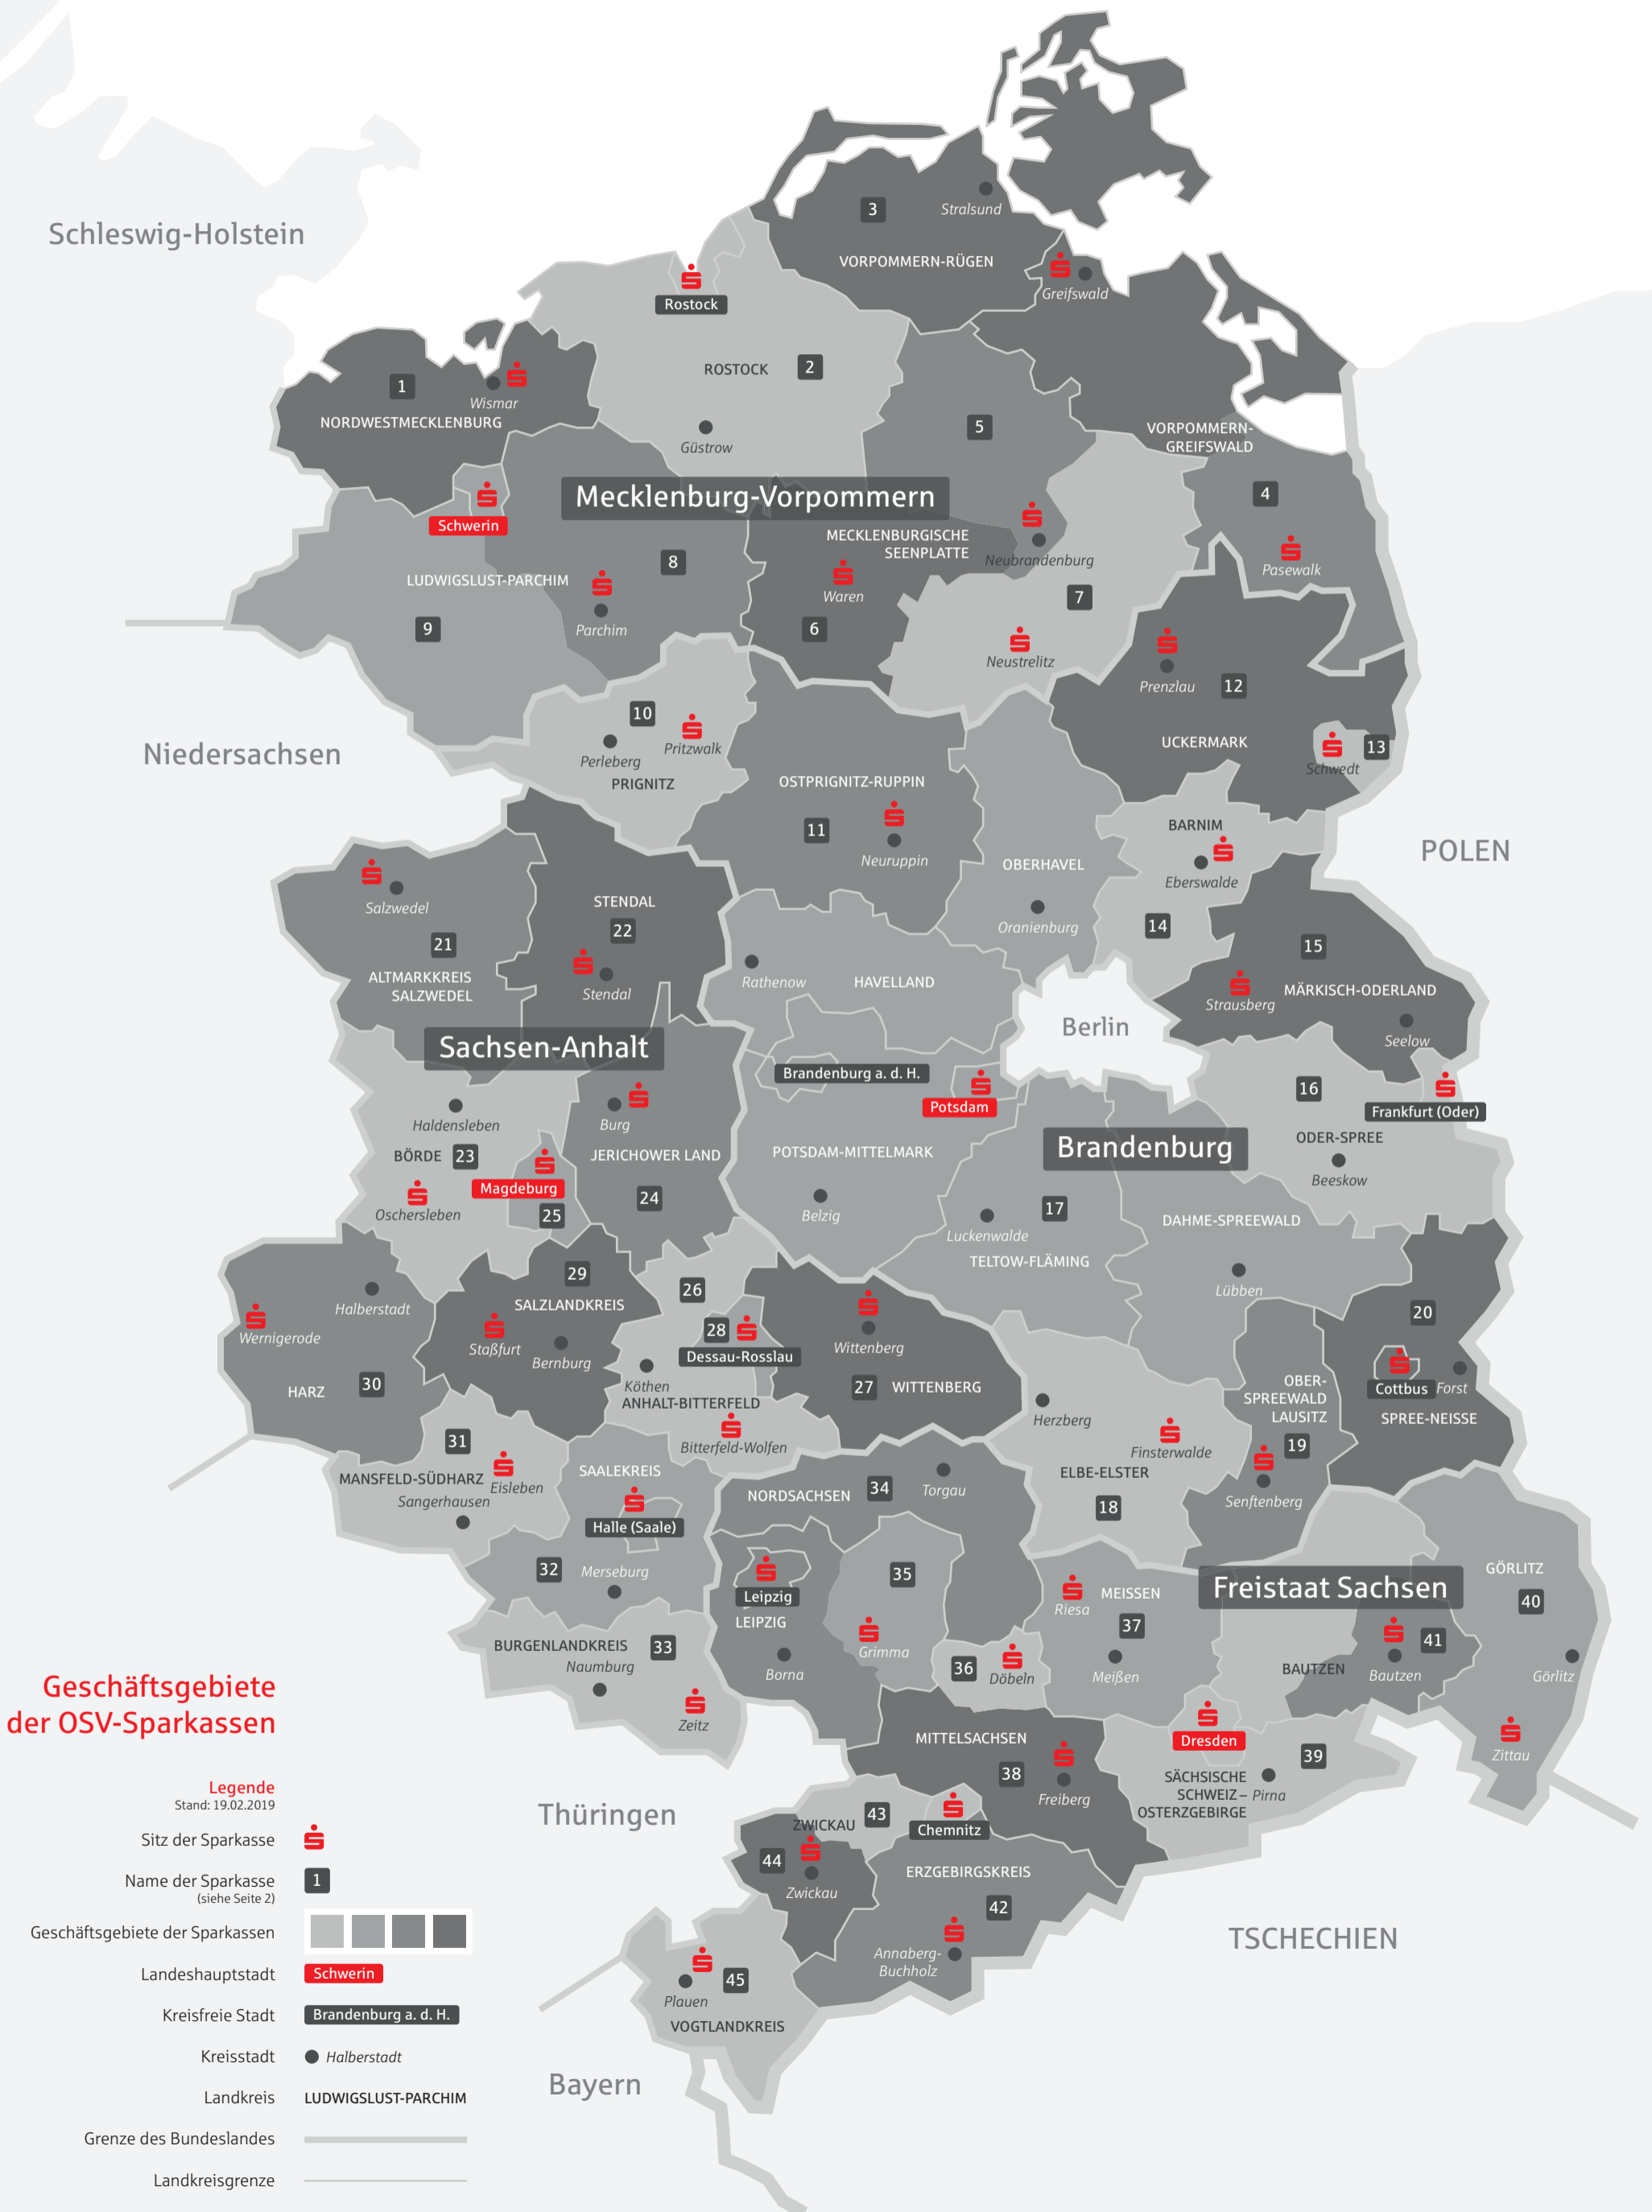 Schleswig-Holstein
3
Stralsund
VORPOMMERN-RÜGEN
Greifswald
Rostock
ROSTOCK
2
Güstrow
1
Wismar
NORDWESTMECKLENBURG
5
VORPOMMERN-
GREIFSWALD
4
Pasewalk
Mecklenburg-Vorpommern
Schwerin
MECKLENBURGISCHE
SEENPLATTE
Neubrandenburg
8
LUDWIGSLUST-PARCHIM
Waren
7
9
Parchim
6
Neustrelitz
Prenzlau
12
Niedersachsen
10
Pritzwalk
Perleberg
PRIGNITZ
UCKERMARK
13
Schwedt
OSTPRIGNITZ-RUPPIN
11
Neuruppin
BARNIM
Eberswalde
14
OBERHAVEL
Oranienburg
POLEN
Salzwedel
21
ALTMARKKREIS
SALZWEDEL
STENDAL
22
Stendal
15
Strausberg
MÄRKISCH-ODERLAND
Seelow
Rathenow
HAVELLAND
Berlin
Sachsen-Anhalt
Brandenburg a. d. H.
Potsdam
16
Frankfurt (Oder)
ODER-SPREE
Beeskow
Haldensleben
Burg
BÖRDE
23
JERICHOWER LAND
Magdeburg
24
Oschersleben
25
POTSDAM-MITTELMARK
Belzig
Brandenburg
17
Luckenwalde
TELTOW-FLÄMING
DAHME-SPREEWALD
Lübben
29
SALZLANDKREIS
26
Halberstadt
Wernigerode
Staßfurt
Bernburg
28
Dessau-Rosslau
Wittenberg
20
HARZ
30
Köthen
ANHALT-BITTERFELD
27
WITTENBERG
OBER-
SPREEWALD
LAUSITZ
19
Cottbus
Forst
SPREE-NEISSE
Herzberg
Finsterwalde
31
Bitterfeld-Wolfen
SAALEKREIS
MANSFELD-SÜDHARZ
Eisleben
Sangerhausen
ELBE-ELSTER
18
Senftenberg
NORDSACHSEN
34
Torgau
Halle (Saale)
32
Merseburg
Leipzig
LEIPZIG
35
Riesa
MEISSEN
37
Freistaat Sachsen
GÖRLITZ
40
BURGENLANDKREIS
33
Naumburg
Zeitz
Borna
Grimma
36
Döbeln
Meißen
BAUTZEN
41
Bautzen
Görlitz
MITTELSACHSEN
38
Freiberg
Dresden
39
Zittau
SÄCHSISCHE
SCHWEIZ–
OSTERZGEBIRGE
Pirna
Thüringen
ZWICKAU
43
Chemnitz
44
Zwickau
ERZGEBIRGSKREIS
42
Annaberg-
Buchholz
TSCHECHIEN
45
Plauen
VOGTLANDKREIS
Bayern
Geschäftsgebiete
der OSV-Sparkassen
Legende
Stand: 19.02.2019
Sitz der Sparkasse
Name der Sparkasse 1
(siehe Seite 2)
Geschäftsgebiete der Sparkassen
Landeshauptstadt Schwerin
Kreisfreie Stadt Brandenburg a. d. H.
Kreisstadt Halberstadt
Landkreis LUDWIGSLUST-PARCHIM
Grenze des Bundeslandes
Landkreisgrenze